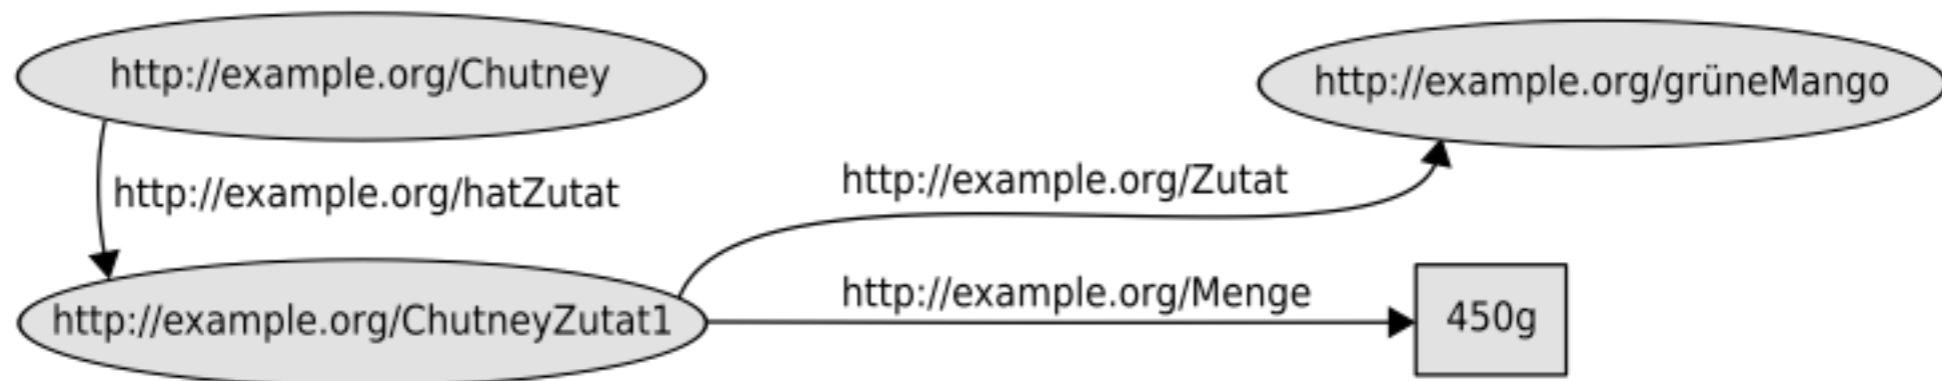 http://example.org/Chutney
http://example.org/grüneMango
http://example.org/hatZutat
http://example.org/Zutat
http://example.org/ChutneyZutat1
http://example.org/Menge
450g